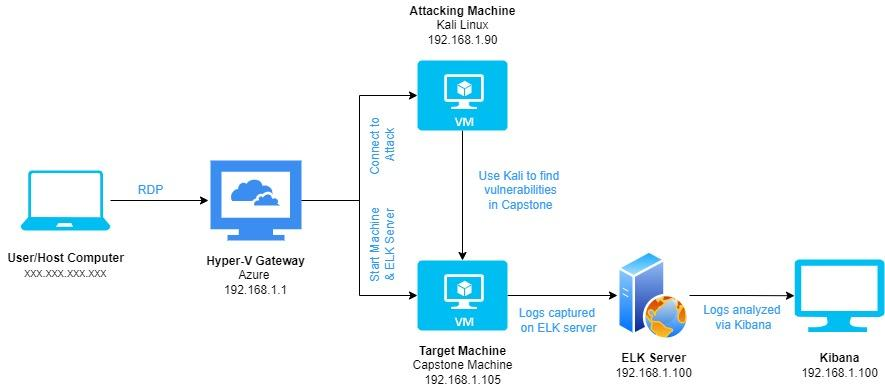 Attacking Machine
Kali Linux
192.168.1.90
VM
Connect to
Attack
Use Kali to find
vulnerabilities
in Capstone
RDP
User/Host Computer
xxx.xxx.xxx.xxx
Hyper-V Gateway
Azure
192.168.1.1
Start Machine
& ELK Server
VM
Target Machine
Capstone Machine
192.168.1.105
Logs captured
on ELK server
ELK Server
192.168.1.100
Logs analyzed
via Kibana
Kibana
192.168.1.100